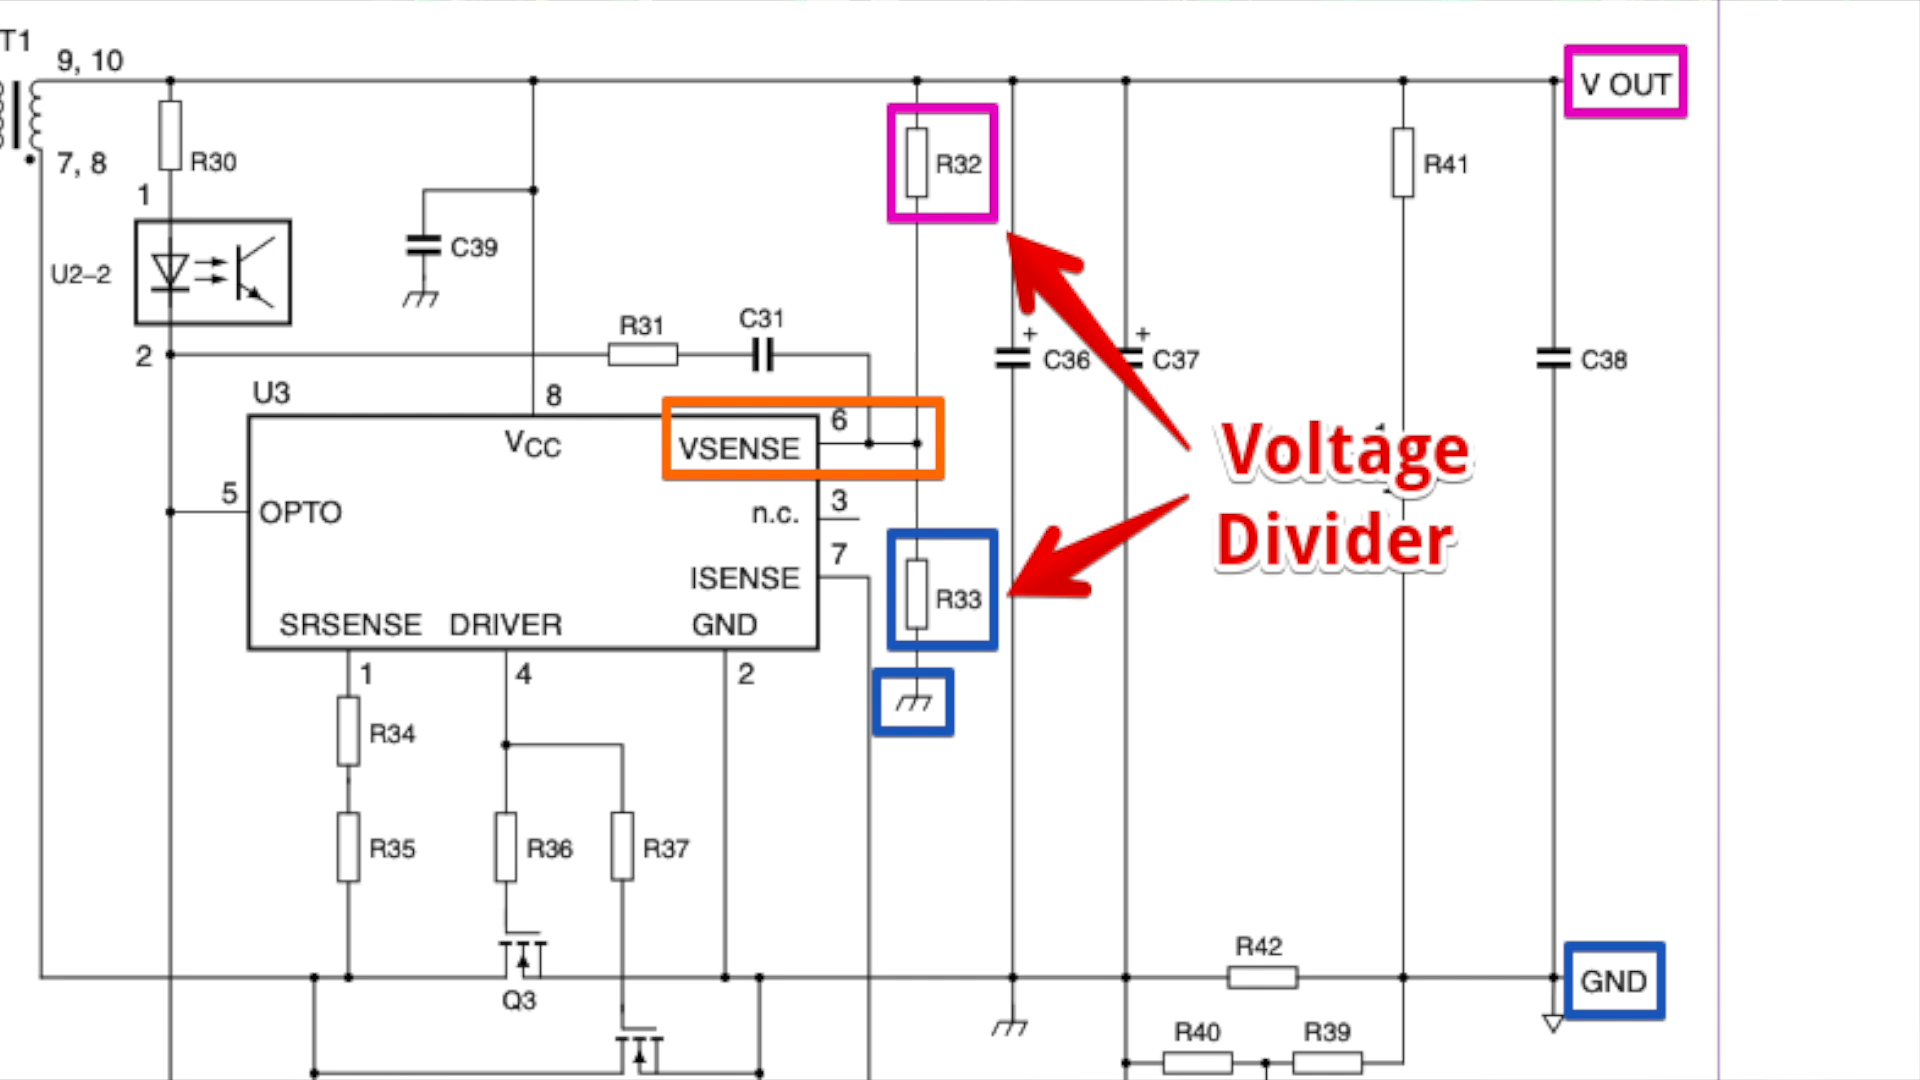 T1
9, 10
V OUT
R30
7, 8
R32
R41
1
C39
U2–2
C31
R31
+
+
2
C36
C37
C38
U3
8
6
VCC
VSENSE
Voltage
5
3
OPTO
n.c.
Divider
7
ISENSE
R33
SRSENSE
DRIVER
GND
1
4
2
R34
R35
R36
R37
R42
GND
Q3
R40
R39